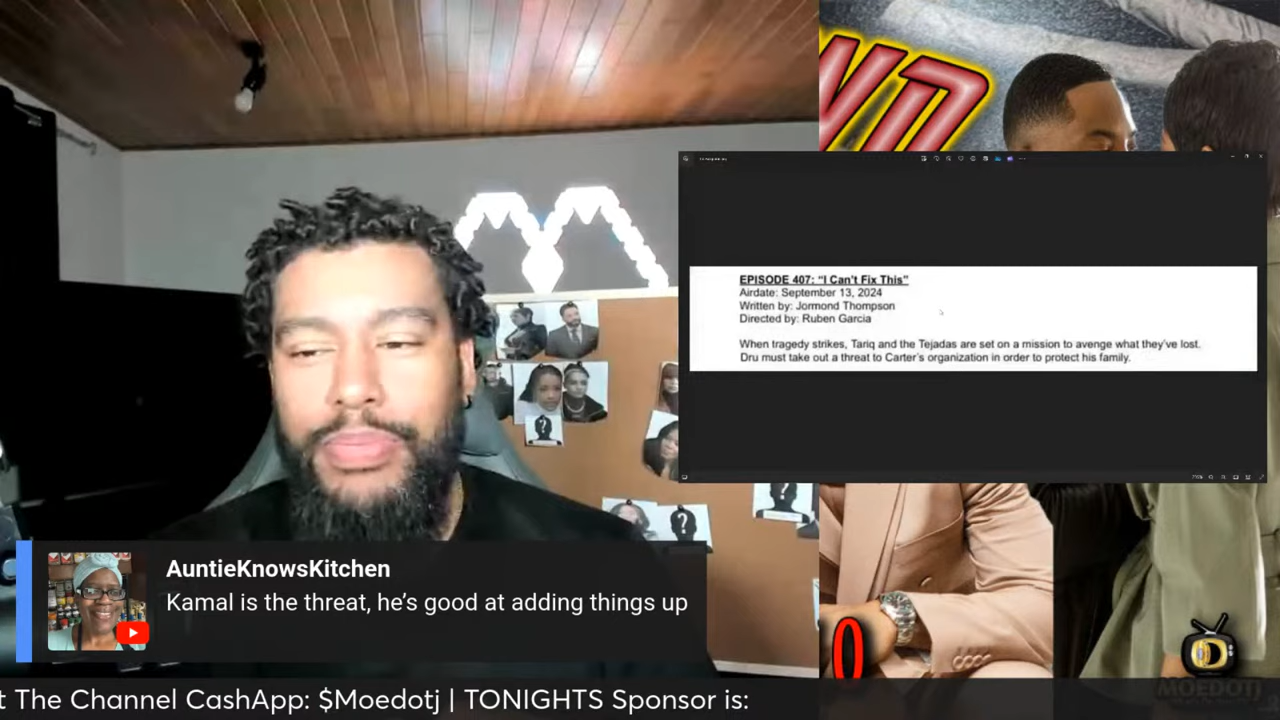 ND
EPISODE 407: “I Can’t Fix This”
Airdate: September 13, 2024
Written by: Jormond Thompson
Directed by: Ruben Garcia
When tragedy strikes, Tariq and the Tejadas are set on a mission to avenge what they’ve lost.
Dru must take out a threat to Carter’s organization in order to protect his family.
?
?
?
AuntieKnowsKitchen
Kamal is the threat, he’s good at adding things up
0
D
MOEDOTJ
t The Channel CashApp: $Moedotj | TONIGHTS Sponsor is: